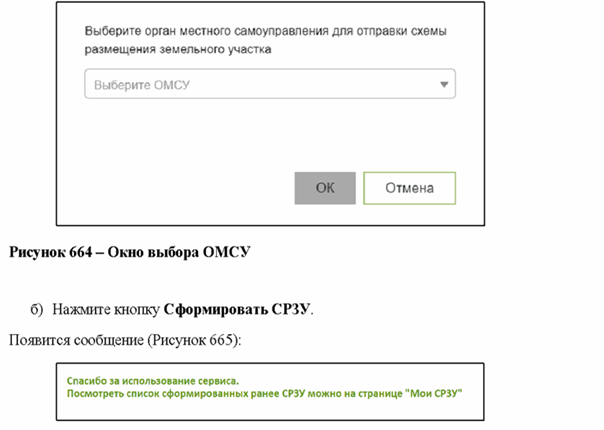 Выберите орган местного самоуправления для отправки схемы
размещения земельного участка
Выберите ОМСУ
ОК
Отмена
Рисунок 664 – Окно выбора ОМСУ
б) Нажмите кнопку Сформировать СРЗУ.
Появится сообщение (Рисунок 665):
Спасибо за использование сервиса.
Посмотреть список сформированных ранее СРЗУ можно на странице "Мои СРЗУ"